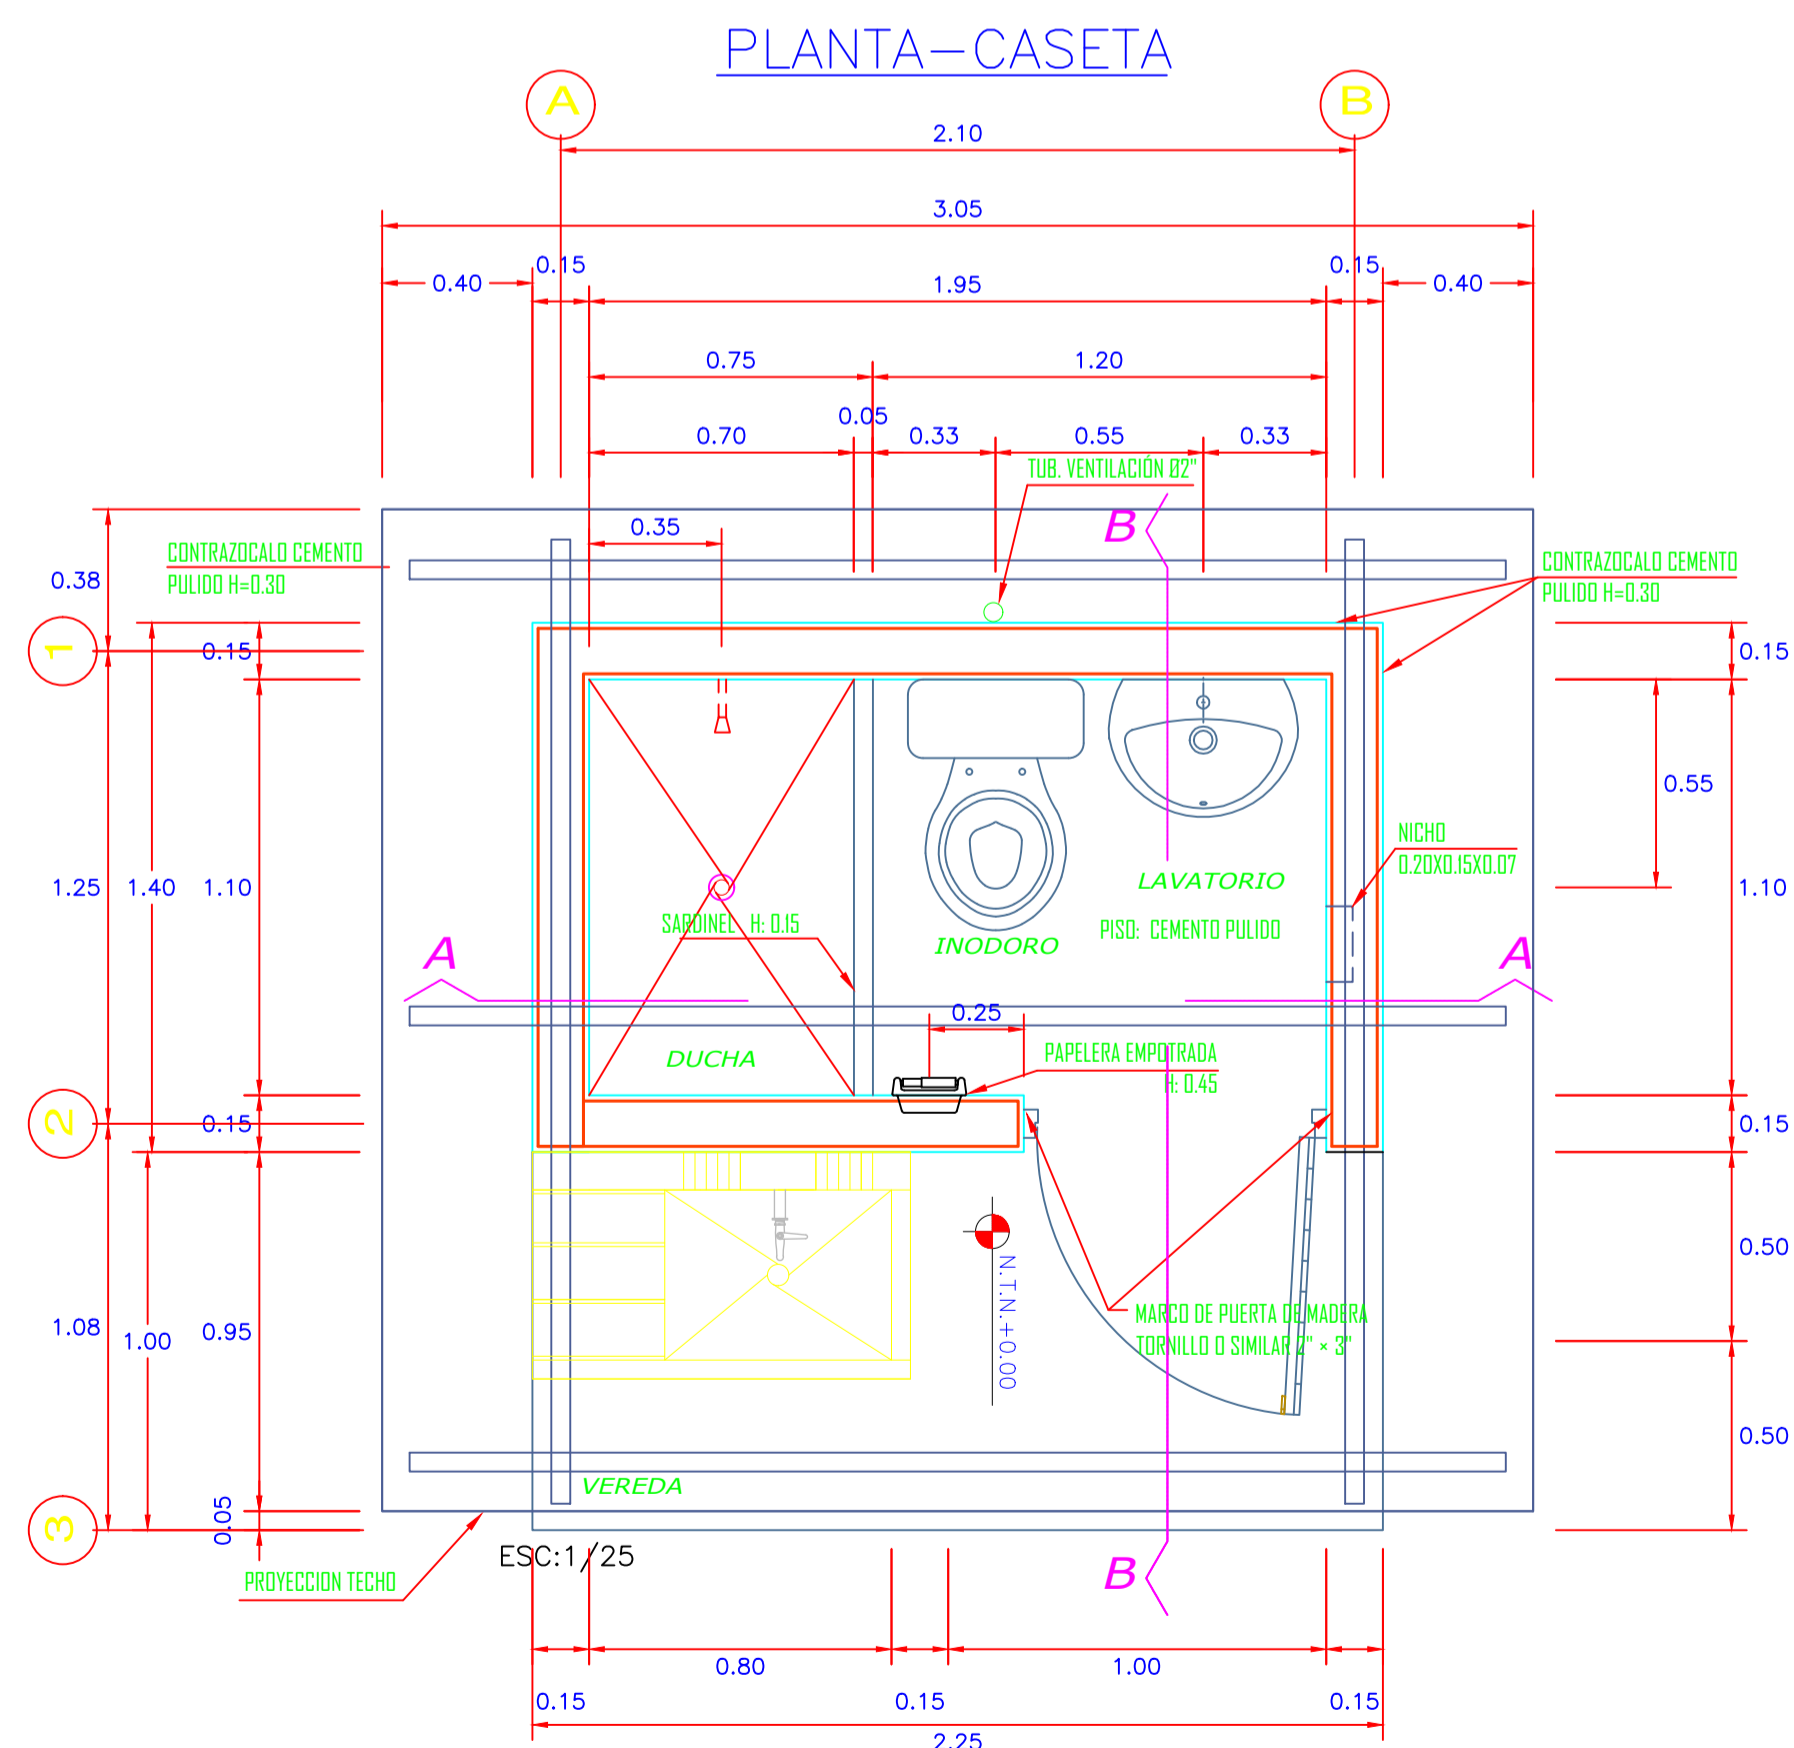 PLANTA-CASETA
A
B
2.10
3.05
0.15
0.15
0.40
1.95
0.40
0.75
1.20
0.05
0.70
0.33
0.55
0.33
TUB. VENTILACIÓN Ø2"
0.35
B
CONTRAZOCALO CEMENTO
PULIDO H=0.30
CONTRAZOCALO CEMENTO
PULIDO H=0.30
0.38
1
0.15
0.15
0.55
NICHO
0.20X0.15X0.07
LAVATORIO
1.25
1.40
1.10
1.10
SARDINEL H: 0.15
PISO: CEMENTO PULIDO
INODORO
A
A
0.25
DUCHA
PAPELERA EMPOTRADA
H: 0.45
2
0.15
0.15
0.50
N.T.N.+0.00
MARCO DE PUERTA DE MADERA
TORNILLO O SIMILAR 2" × 3"
1.08
1.00
0.95
0.50
VEREDA
0.05
3
ESC:1/25
PROYECCION TECHO
B
0.80
1.00
0.15
0.15
0.15
2.25